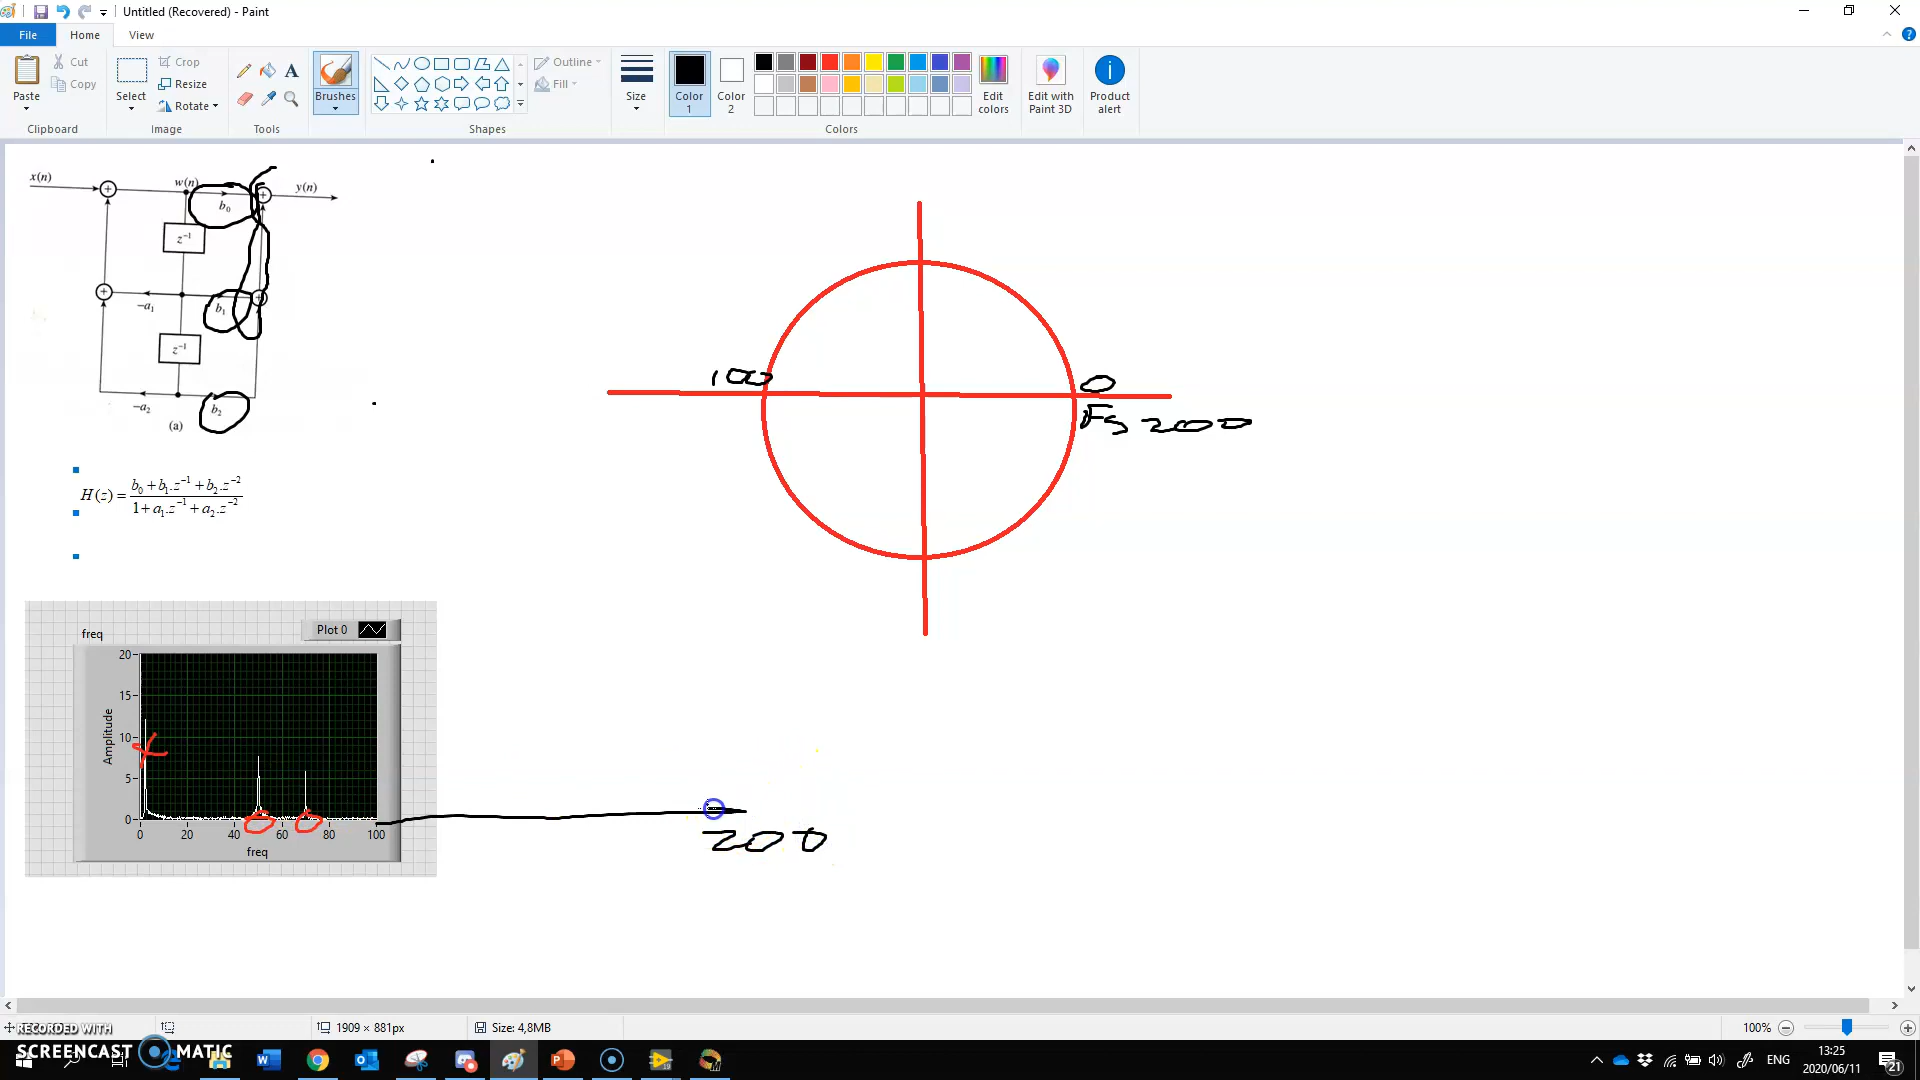 Untitled (Recovered) - Paint
File Home View
Paste
Cut
Copy
Clipboard
Select
Crop
Resize
Rotate
Image
Tools
Brushes
Shapes
Outline
Fill
Size
Color 1
Color 2
Colors
Edit colors
Edit with Paint 3D
Product alert
x(n) w(n) y(n)
b0
z⁻¹
−a1 b1
z⁻¹
−a2 b2
(a)
H(z) = (b0 + b1.z⁻¹ + b2.z⁻²) / (1 + a1.z⁻¹ + a2.z⁻²)
100 0
Fs 200
freq Plot 0
20
15
10
5
0
Amplitude
0 20 40 60 80 100
freq
200
1909 × 881px Size: 4,8MB 100%
RECORDED WITH
SCREENCAST MATIC
ENG 13:25
2020/06/11 21